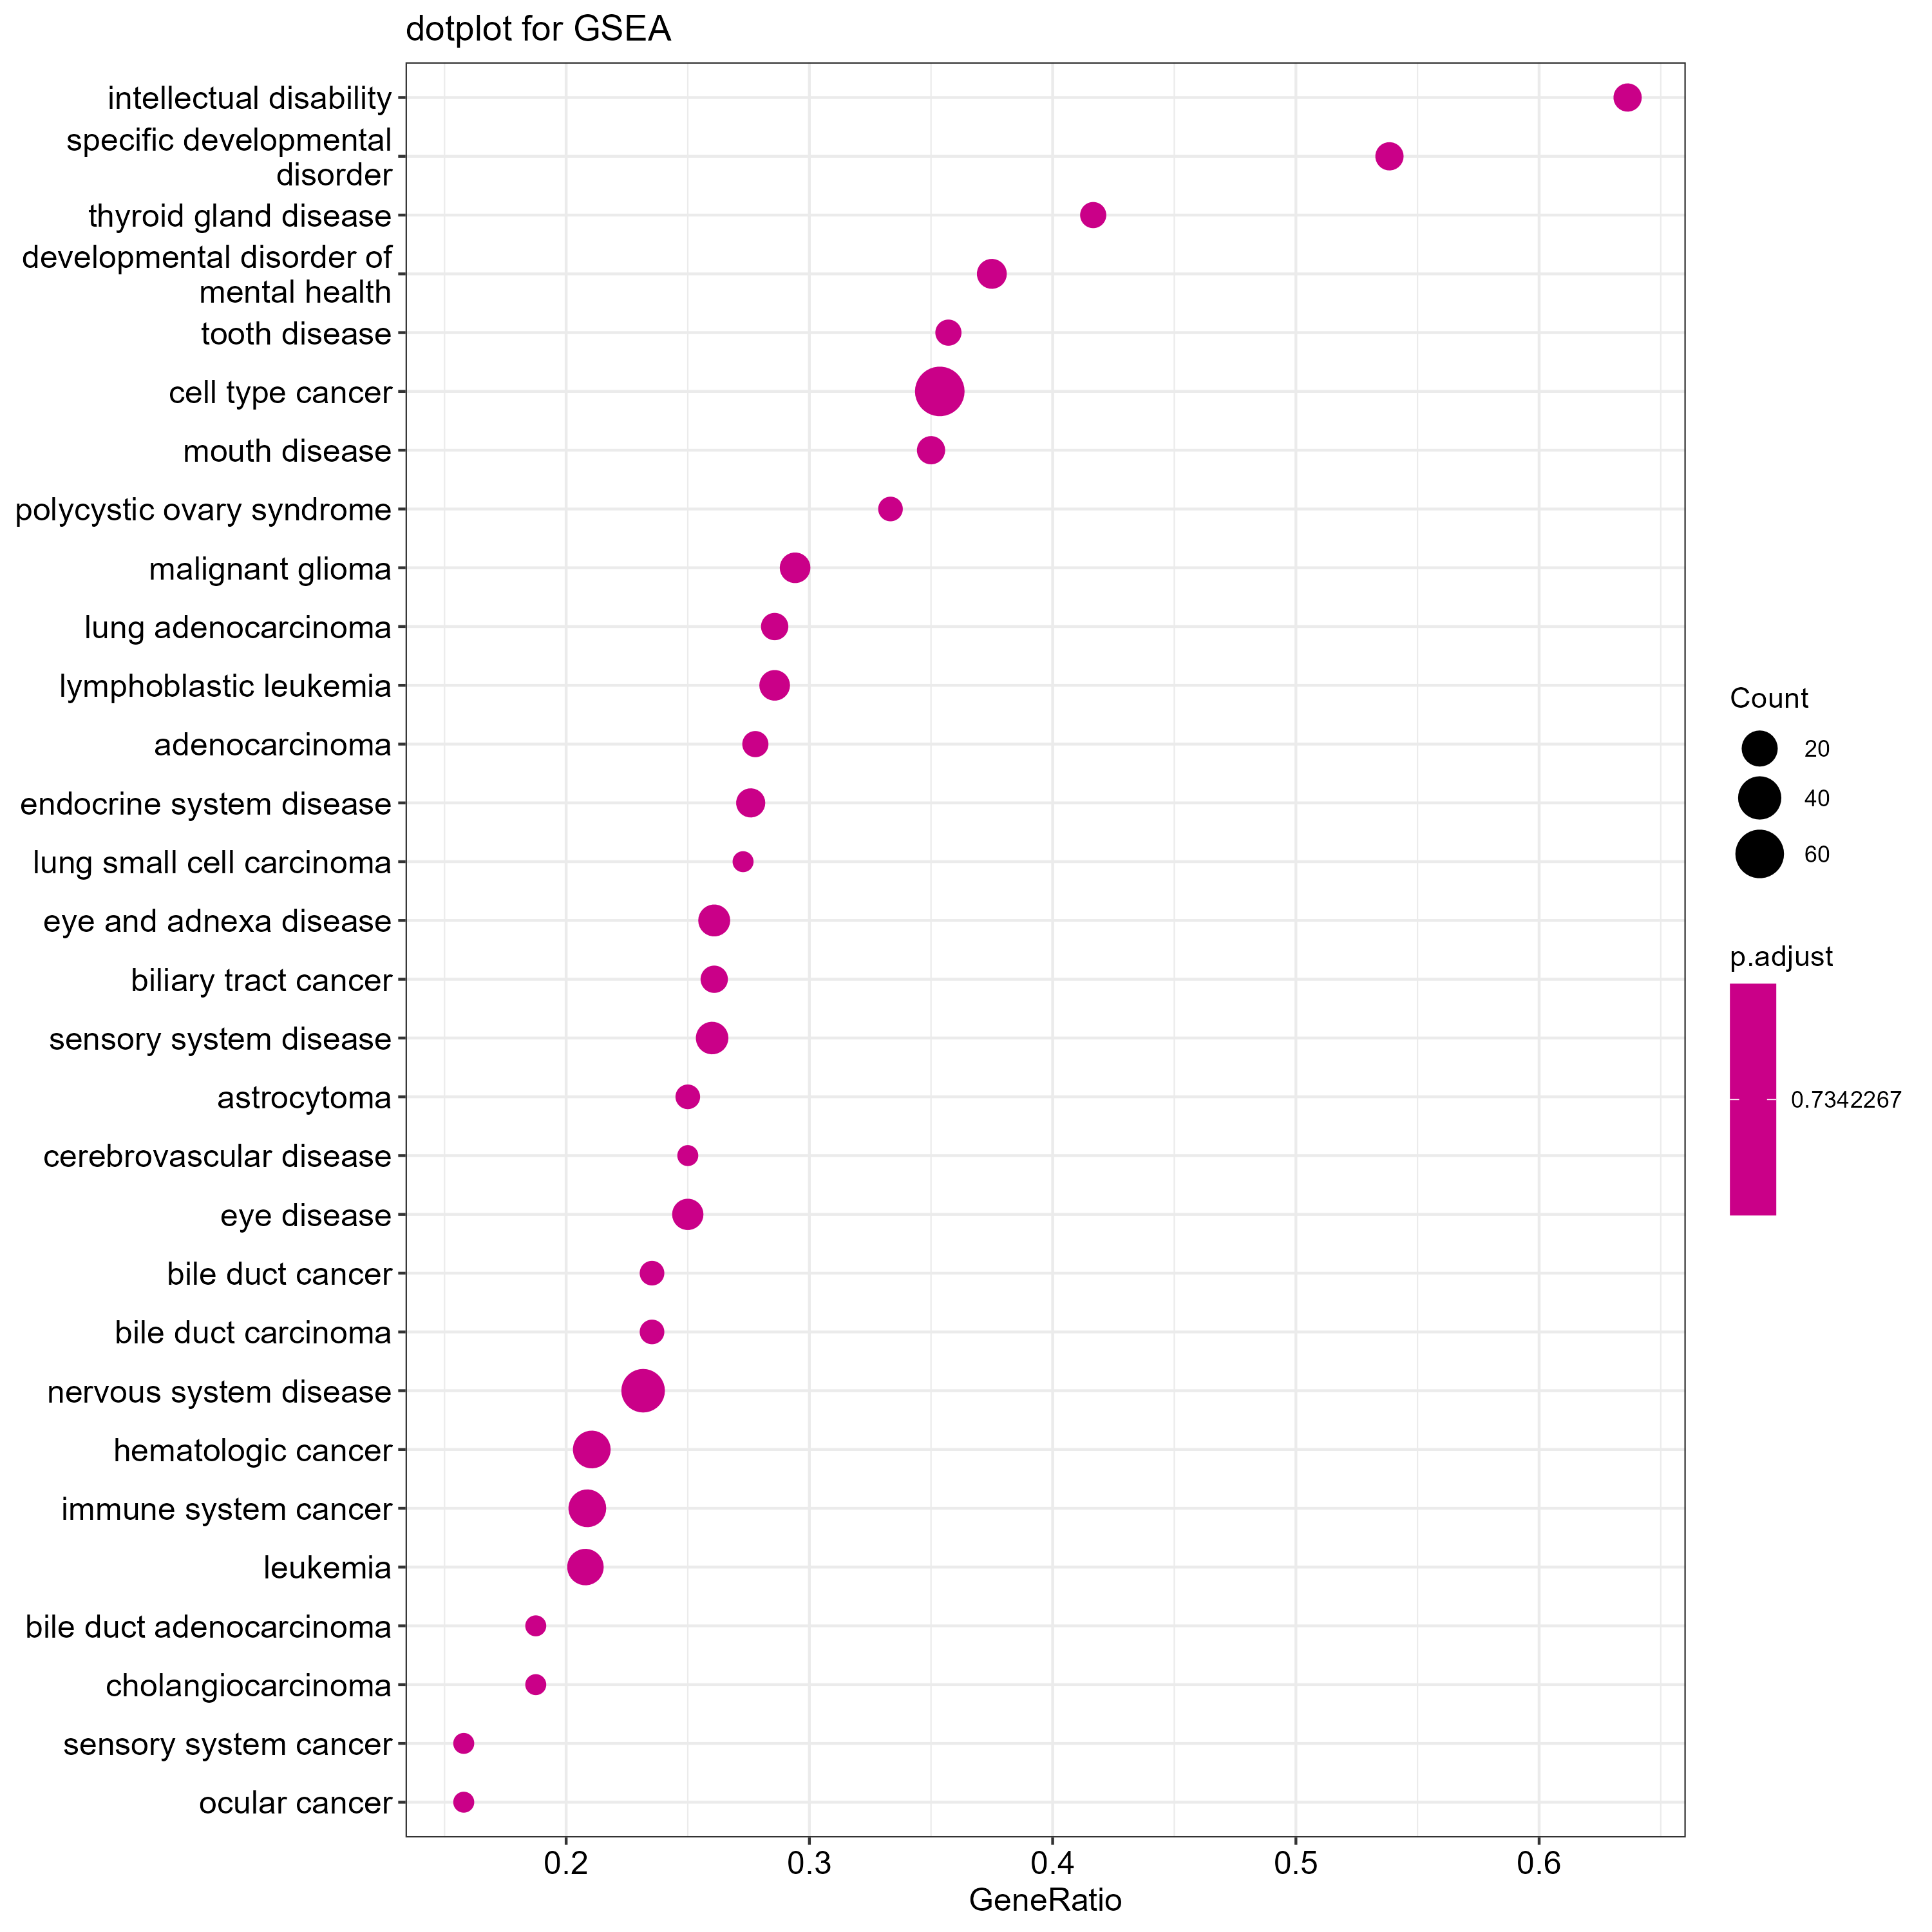 dotplot for GSEA
intellectual disability
specific developmental
disorder
thyroid gland disease
developmental disorder of
mental health
tooth disease
cell type cancer
mouth disease
polycystic ovary syndrome
malignant glioma
lung adenocarcinoma
lymphoblastic leukemia
adenocarcinoma
endocrine system disease
lung small cell carcinoma
eye and adnexa disease
biliary tract cancer
sensory system disease
astrocytoma
cerebrovascular disease
eye disease
bile duct cancer
bile duct carcinoma
nervous system disease
hematologic cancer
immune system cancer
leukemia
bile duct adenocarcinoma
cholangiocarcinoma
sensory system cancer
ocular cancer
0.2 0.3 0.4 0.5 0.6
GeneRatio
Count
20
40
60
p.adjust
0.7342267